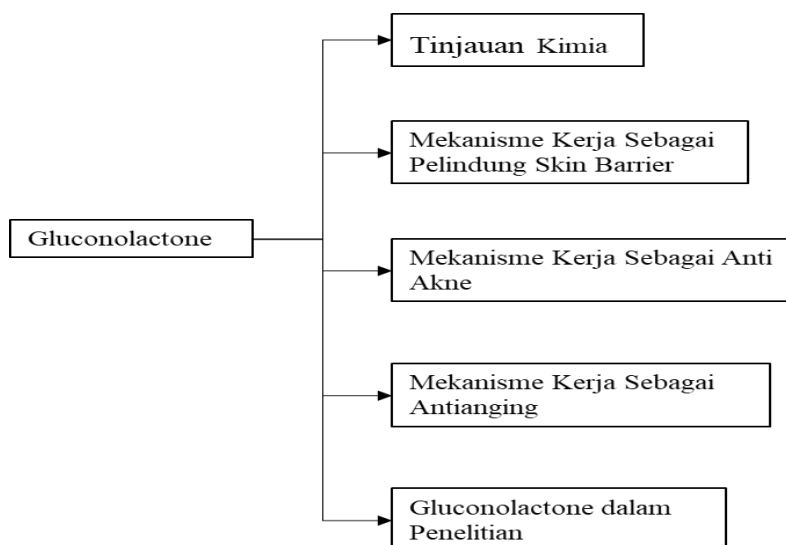 Tinjauan Kimia
Mekanisme Kerja Sebagai
Pelindung Skin Barrier
Gluconolactone
Mekanisme Kerja Sebagai Anti
Akne
Mekanisme Kerja Sebagai
Antianging
Gluconolactone dalam
Penelitian